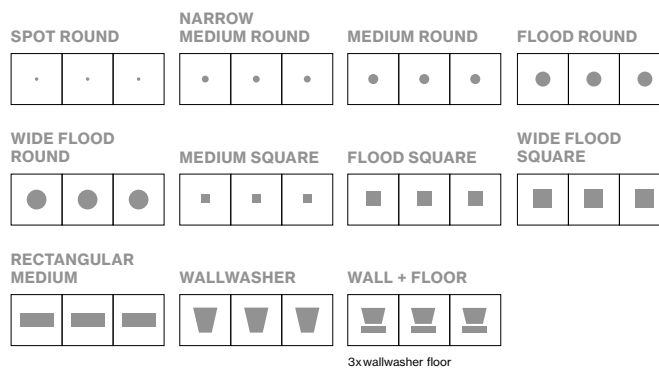 SPOT ROUND
NARROW
MEDIUM ROUND
MEDIUM ROUND
FLOOD ROUND
WIDE FLOOD
ROUND
MEDIUM SQUARE
FLOOD SQUARE
WIDE FLOOD
SQUARE
RECTANGULAR
MEDIUM
WALLWASHER
WALL + FLOOR
3x wallwasher floor